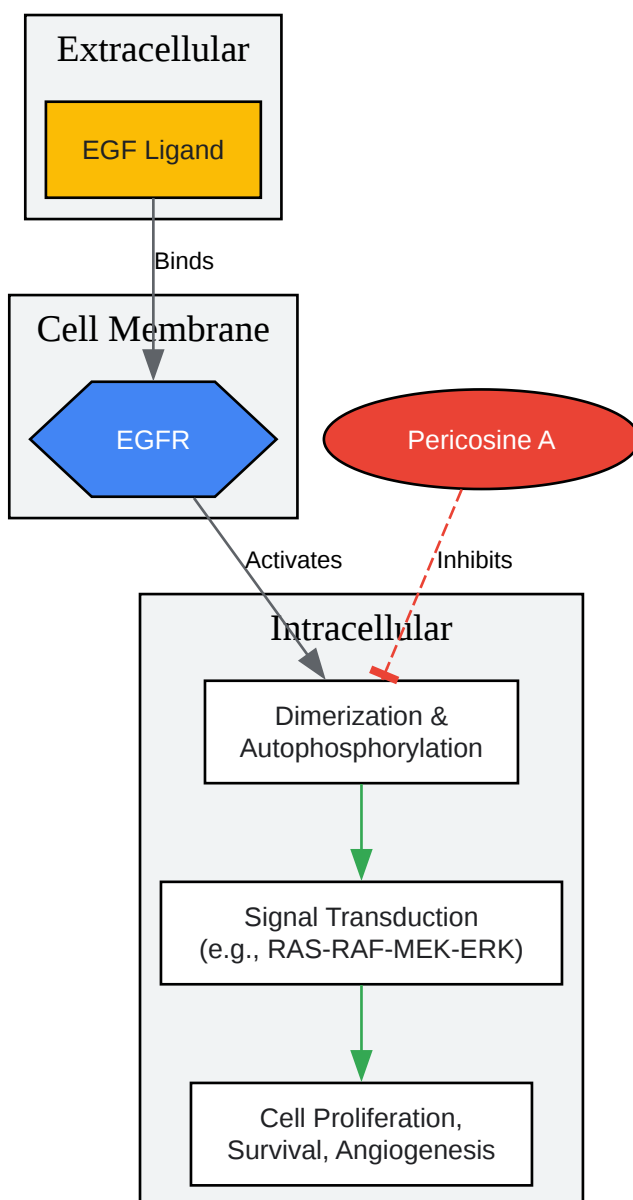 Extracellular
EGF Ligand
Binds
Cell Membrane
EGFR
Pericosine A
Activates
Inhibits
Intracellular
Dimerization &
Autophosphorylation
Signal Transduction
(e.g., RAS-RAF-MEK-ERK)
Cell Proliferation,
Survival, Angiogenesis